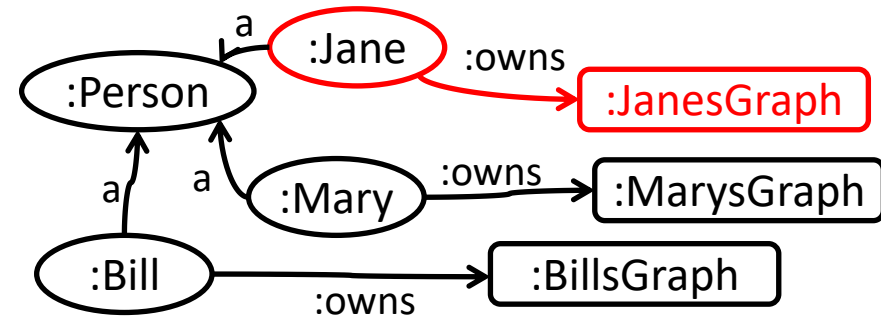 a
:Jane
:owns
:Person
:JanesGraph
a
a
:Mary
:owns
:MarysGraph
:Bill
:owns
:BillsGraph